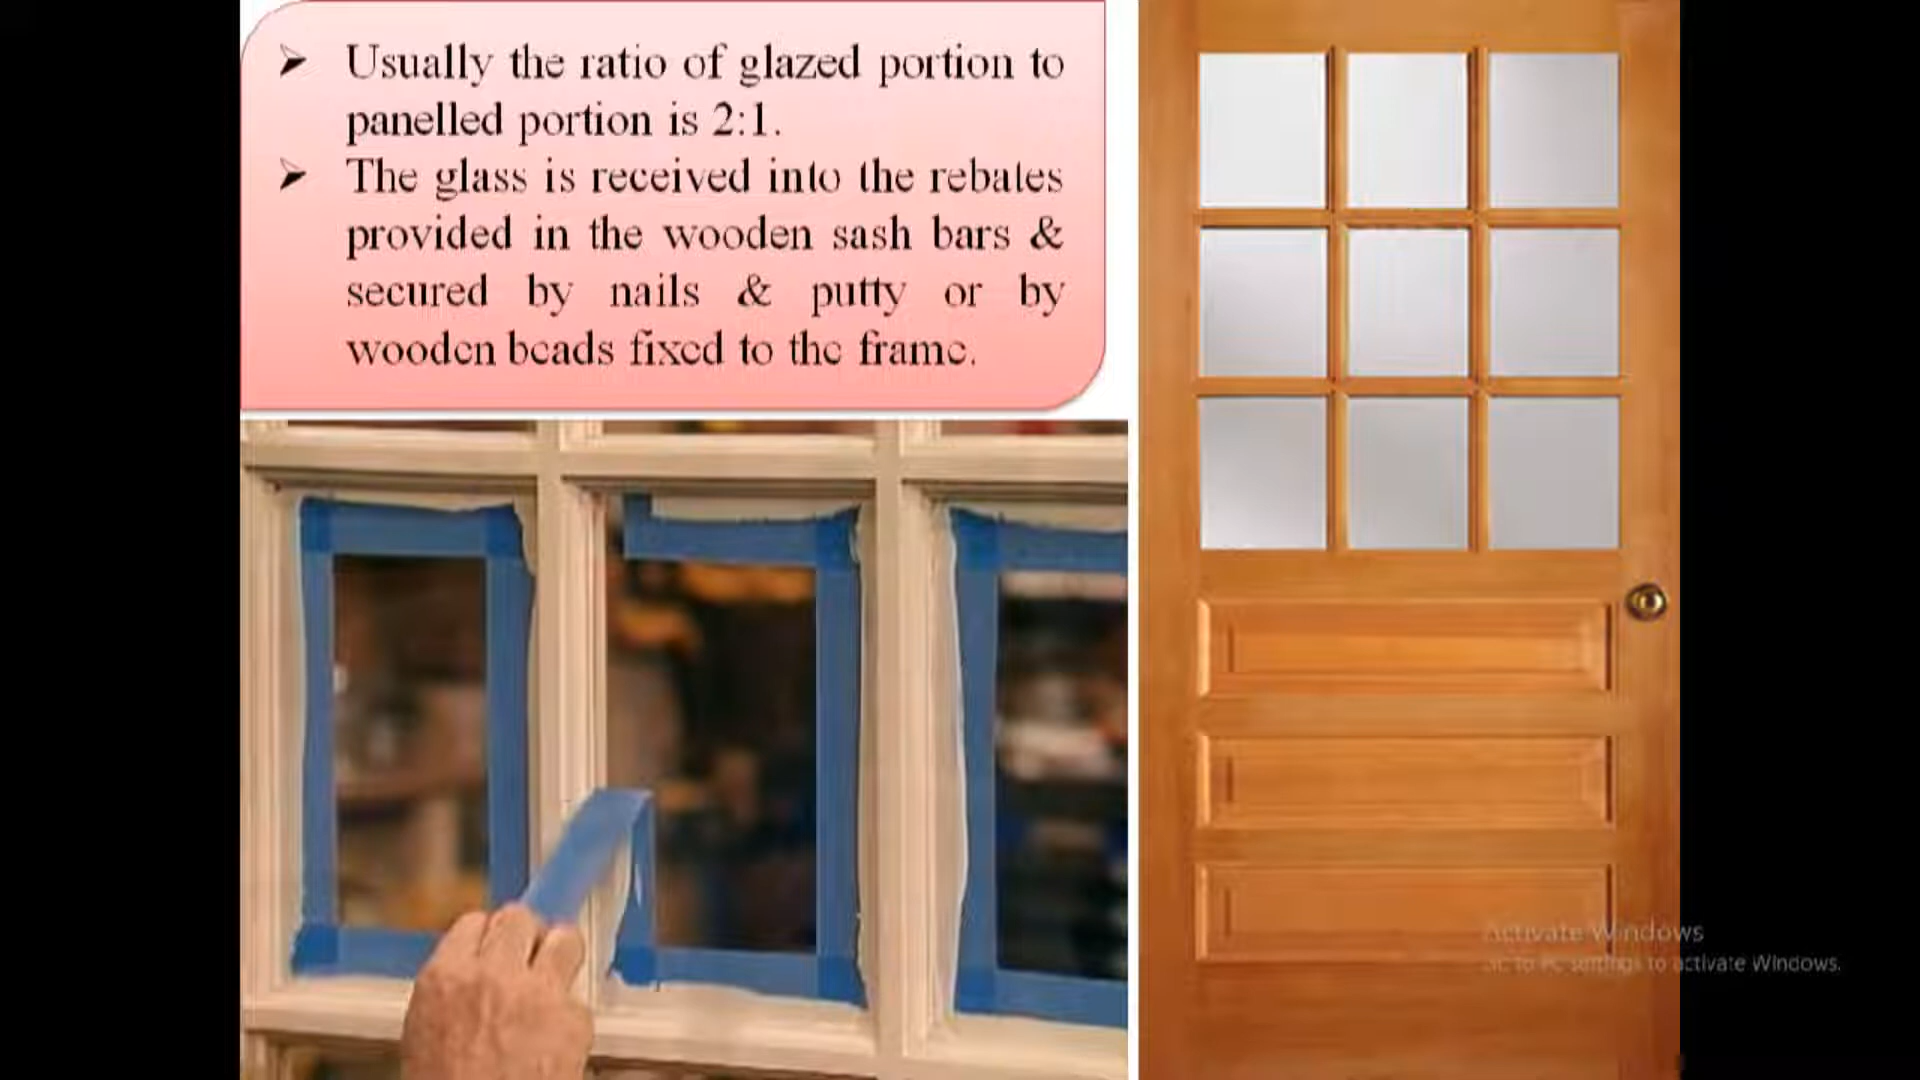 ➢ Usually the ratio of glazed portion to
panelled portion is 2:1.
➢ The glass is received into the rebates
provided in the wooden sash bars &
secured by nails & putty or by
wooden beads fixed to the frame.
Activate Windows
to PC settings to activate Windows.